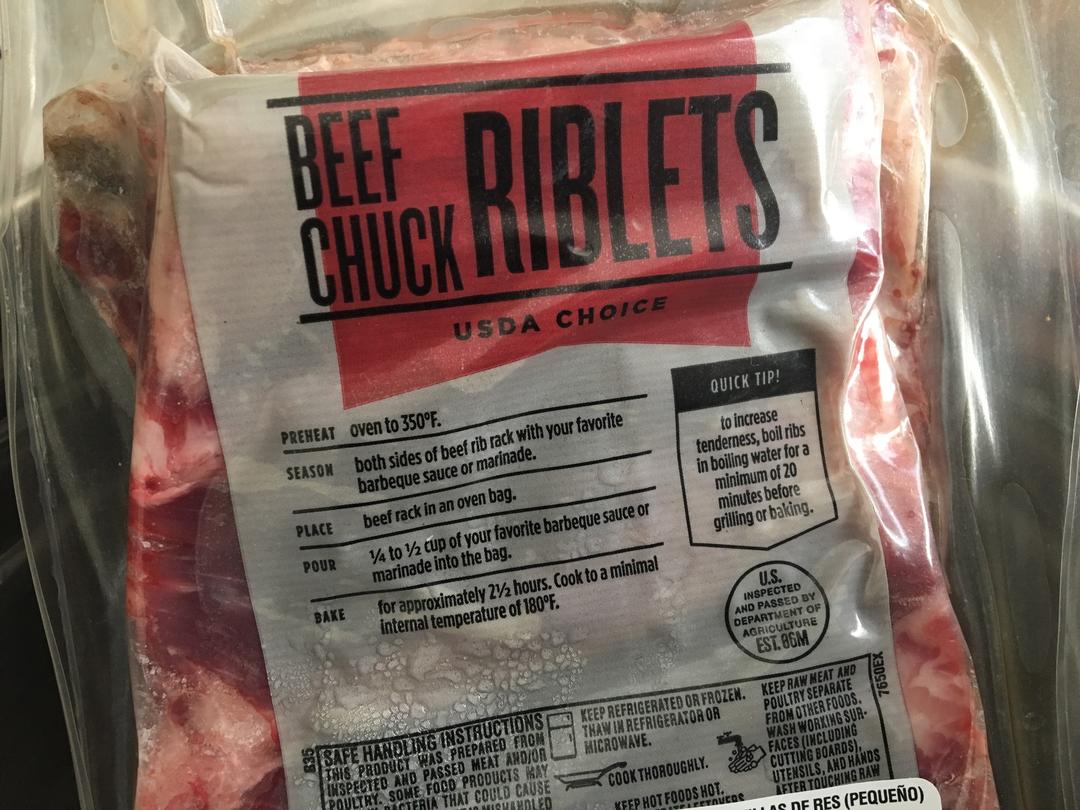 BEEF
CHUCK
RIBLETS
USDA CHOICE
PREHEAT oven to 350°F.
SEASON both sides of beef rib rack with your favorite
barbeque sauce or marinade.
PLACE beef rack in an oven bag.
POUR ¼ to ½ cup of your favorite barbeque sauce or
marinade into the bag.
BAKE for approximately 2½ hours. Cook to a minimal
internal temperature of 180°F.
QUICK TIP!
to increase
tenderness, boil ribs
in boiling water for a
minimum of 20
minutes before
grilling or baking.
U.S.
INSPECTED
AND PASSED BY
DEPARTMENT OF
AGRICULTURE
EST. 86M
7650EX
SAFE HANDLING INSTRUCTIONS
THIS PRODUCT WAS PREPARED FROM
INSPECTED AND PASSED MEAT AND/OR
POULTRY. SOME FOOD PRODUCTS MAY
BACTERIA THAT COULD CAUSE
MISHANDLED
KEEP REFRIGERATED OR FROZEN.
THAW IN REFRIGERATOR OR
MICROWAVE.
COOK THOROUGHLY.
KEEP HOT FOODS HOT.
KEEP RAW MEAT AND
POULTRY SEPARATE
FROM OTHER FOODS.
WASH WORKING SUR-
FACES (INCLUDING
CUTTING BOARDS),
UTENSILS, AND HANDS
AFTER TOUCHING RAW
DE RES (PEQUEÑO)